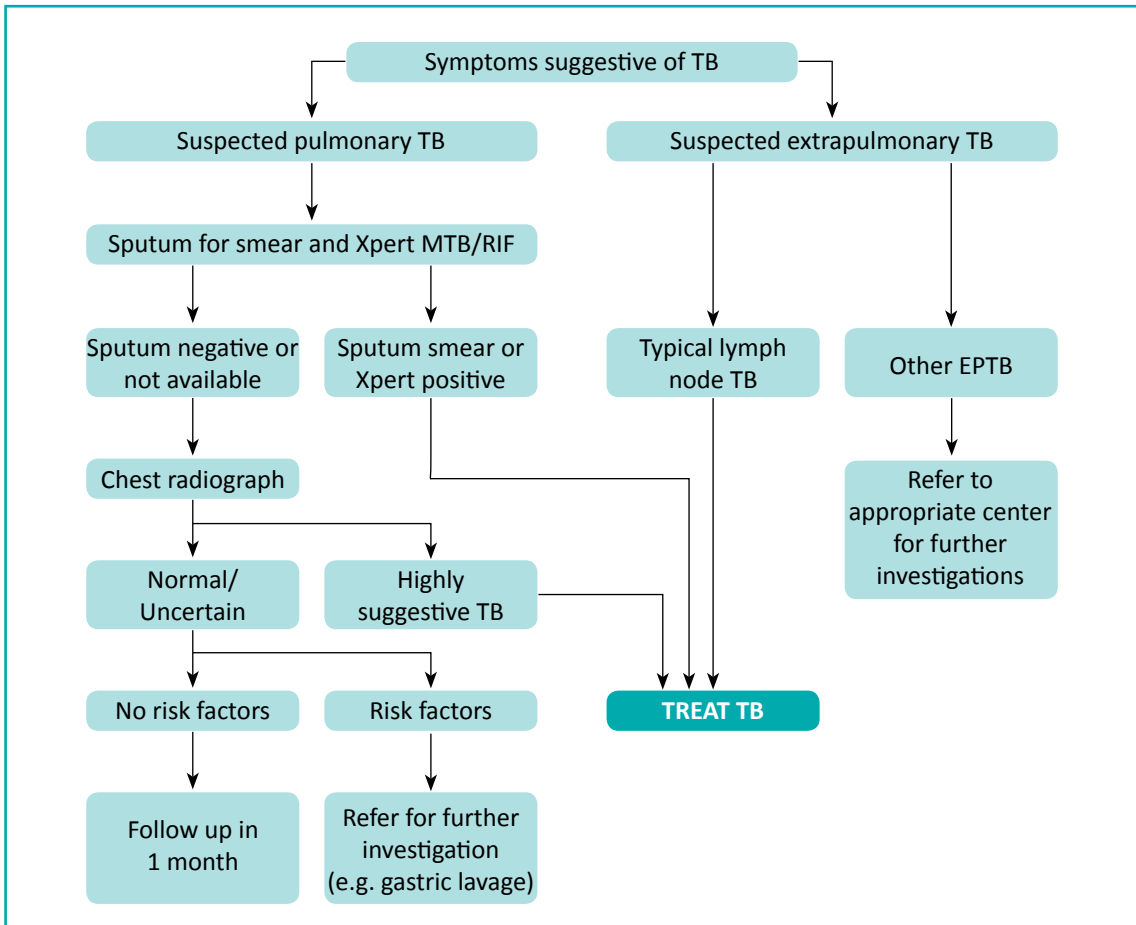 Symptoms suggestive of TB
Suspected pulmonary TB
Suspected extrapulmonary TB
Sputum for smear and Xpert MTB/RIF
Sputum negative or
not available
Sputum smear or
Xpert positive
Typical lymph
node TB
Other EPTB
Chest radiograph
Refer to
appropriate center
for further
investigations
Normal/
Uncertain
Highly
suggestive TB
No risk factors
Risk factors
TREAT TB
Follow up in
1 month
Refer for further
investigation
(e.g. gastric lavage)